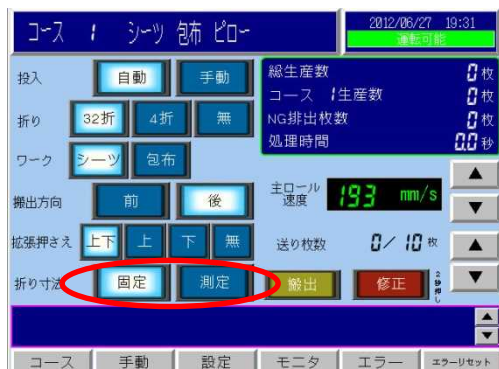 コース 1 シーツ 包布 ピロー
2012/06/27 19:31
運転可能
投入 自動 手動
折り 32折 4折 無
ワーク シーツ 包布
搬出方向 前 後
拡張押さえ 上下 上 下 無
折り寸法 固定 測定
総生産数 0 枚
コース 1生産数 0 枚
NG排出枚数 0 枚
処理時間 0.0 秒
主ロール速度 193 mm/s
送り枚数 0/ 10 枚
搬出 修正 2秒押し
コース 手動 設定 モニタ エラー エラーリセット